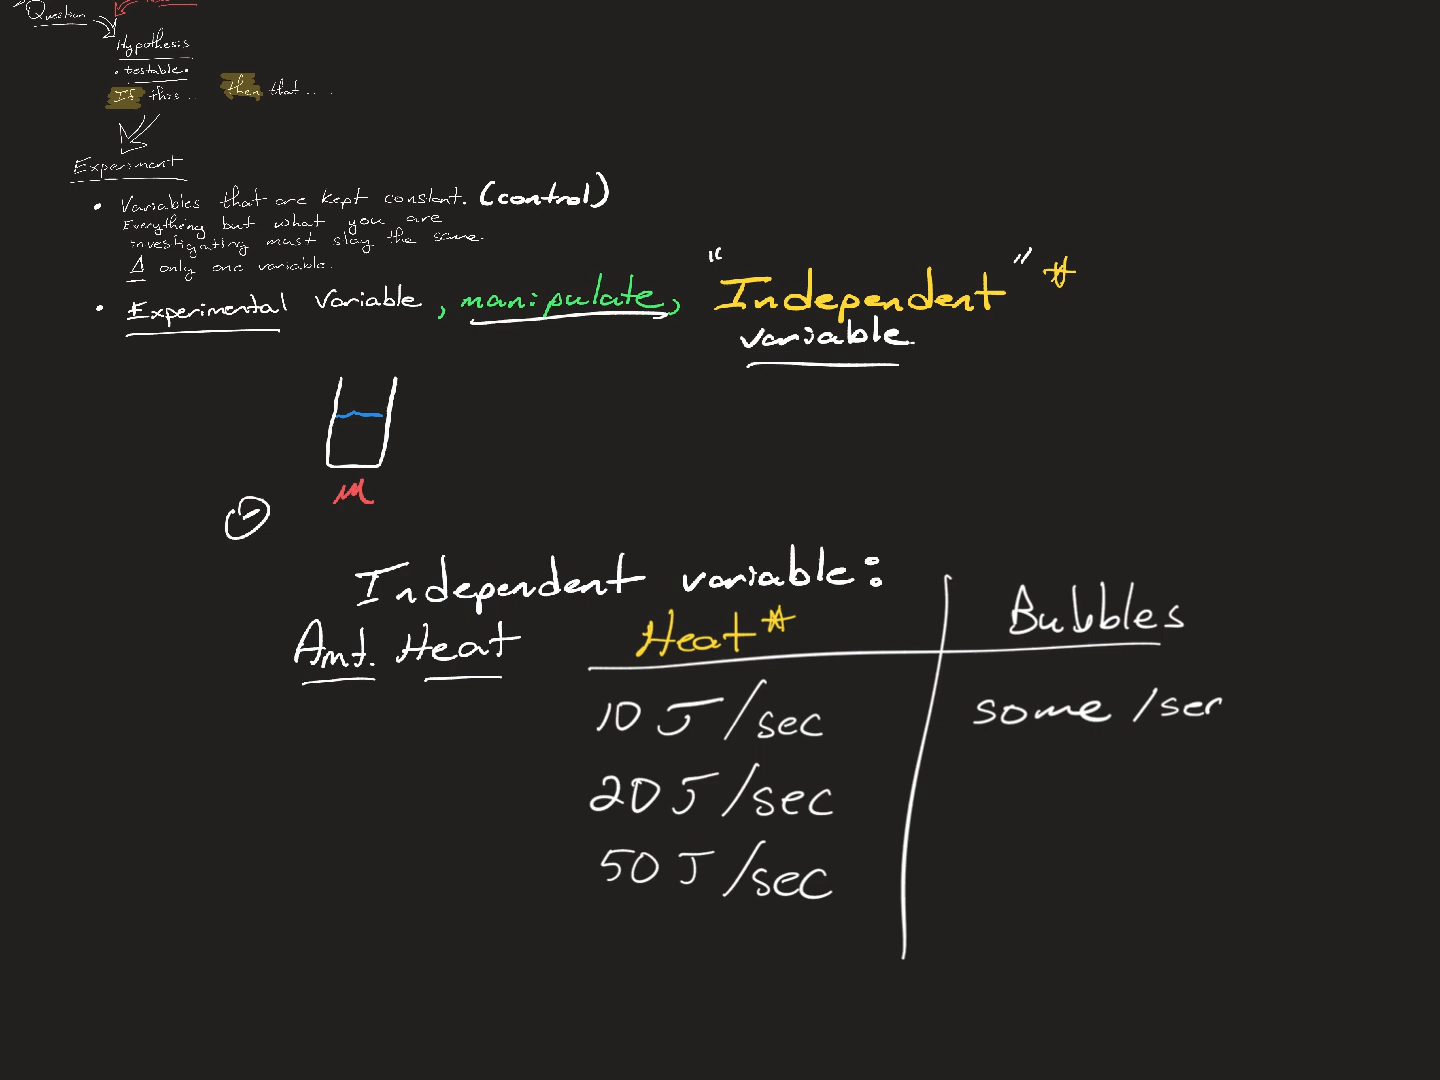 Question
Hypothesis
• testable •
If this... then that....
Experiment
• Variables that are kept constant. (control)
Everything but what you are
investigating must stay the same.
Δ only one variable.
• Experimental variable, manipulate, "Independent" *
variable.
Independent variable:
Amt. Heat
Heat* Bubbles
10 J/sec some /sec
20 J/sec
50 J/sec